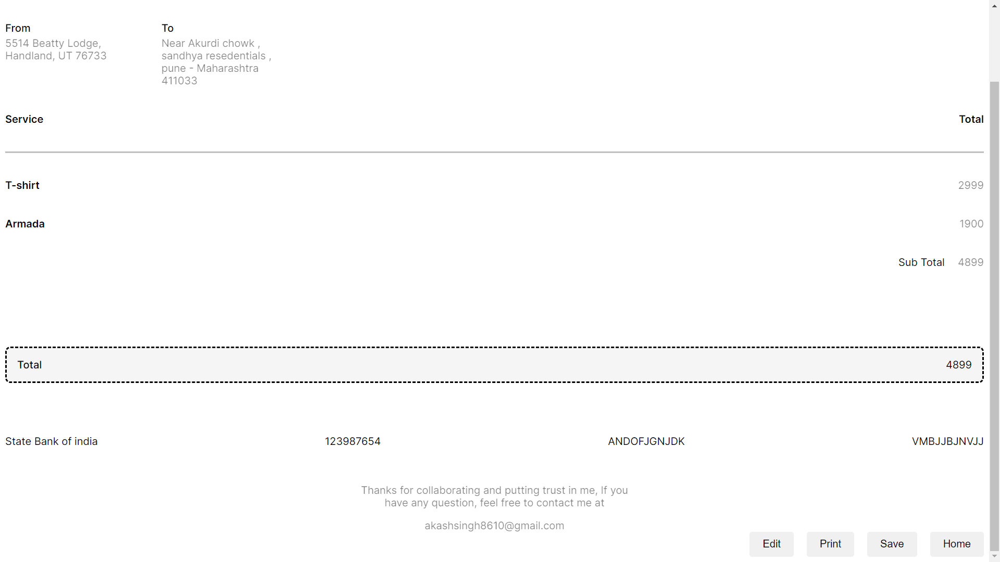 From
5514 Beatty Lodge,
Handland, UT 76733
To
Near Akurdi chowk ,
sandhya resedentials ,
pune - Maharashtra
411033
Service Total
T-shirt 2999
Armada 1900
Sub Total 4899
Total 4899
State Bank of india 123987654 ANDOFJGNJDK VMBJJBJNVJJ
Thanks for collaborating and putting trust in me, If you
have any question, feel free to contact me at
akashsingh8610@gmail.com
Edit Print Save Home